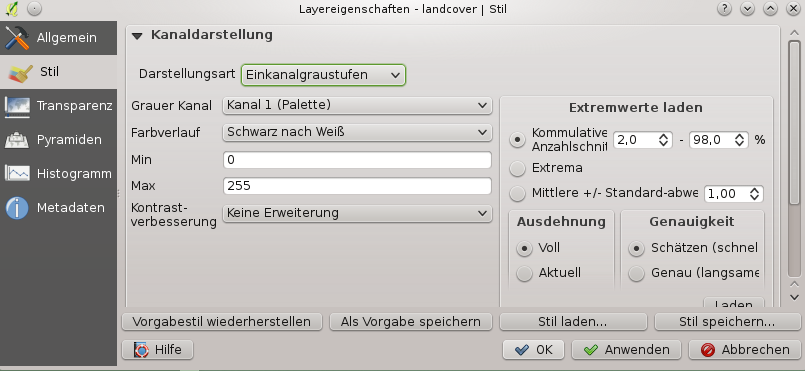 Layereigenschaften - landcover | Stil
Allgemein
Stil
Transparenz
Pyramiden
Histogramm
Metadaten
Kanaldarstellung
Darstellungsart Einkanalgraustufen
Grauer Kanal Kanal 1 (Palette)
Farbverlauf Schwarz nach Weiß
Min 0
Max 255
Kontrast-
verbesserung Keine Erweiterung
Extremwerte laden
Kommulative
Anzahlschnit 2,0 - 98,0 %
Extrema
Mittlere +/- Standard-abwe 1,00
Ausdehnung
Voll
Aktuell
Genauigkeit
Schätzen (schnel
Genau (langsame
Laden
Vorgabestil wiederherstellen Als Vorgabe speichern Stil laden... Stil speichern...
Hilfe OK Anwenden Abbrechen